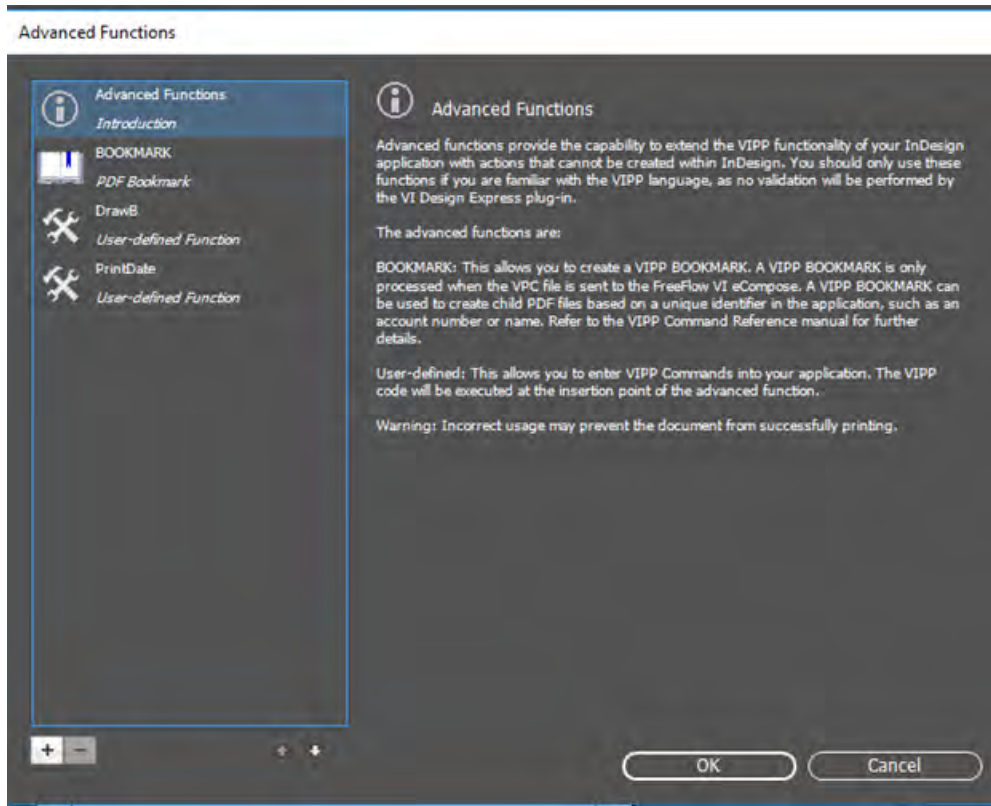 Advanced Functions
Advanced Functions
Introduction
BOOKMARK
PDF Bookmark
DrawB
User-defined Function
PrintDate
User-defined Function
Advanced Functions
Advanced functions provide the capability to extend the VIPP functionality of your InDesign
application with actions that cannot be created within InDesign. You should only use these
functions if you are familiar with the VIPP language, as no validation will be performed by
the VI Design Express plug-in.
The advanced functions are:
BOOKMARK: This allows you to create a VIPP BOOKMARK. A VIPP BOOKMARK is only
processed when the VPC file is sent to the FreeFlow VI eCompose. A VIPP BOOKMARK can
be used to create child PDF files based on a unique identifier in the application, such as an
account number or name. Refer to the VIPP Command Reference manual for further
details.
User-defined: This allows you to enter VIPP Commands into your application. The VIPP
code will be executed at the insertion point of the advanced function.
Warning: Incorrect usage may prevent the document from successfully printing.
+ -
OK
Cancel